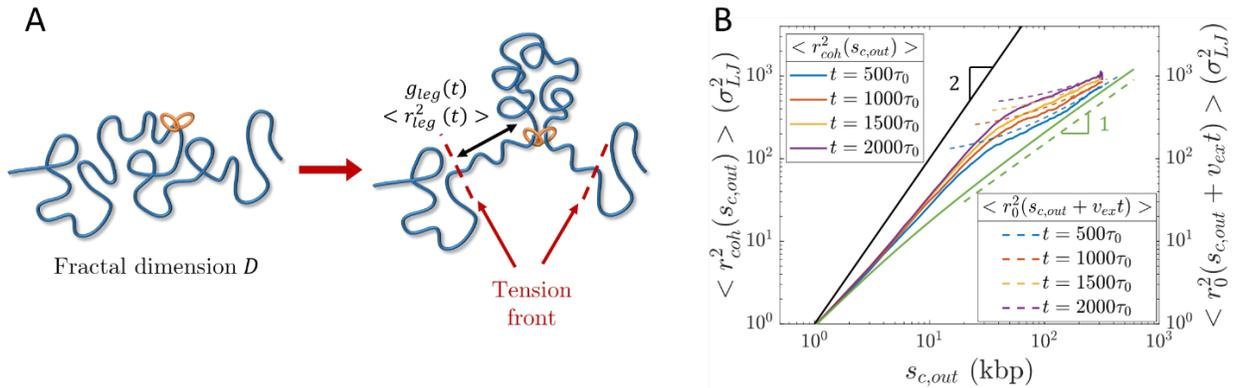 A
g_leg(t)
< r²_leg (t) >
Fractal dimension D
Tension
front
B
< r²_coh(s_c,out) > (σ²_LJ)
10³
10²
10¹
10⁰
< r²_coh(s_c,out) >
t = 500τ₀
t = 1000τ₀
t = 1500τ₀
t = 2000τ₀
2
1
< r²_0(s_c,out + v_ex t) >
t = 500τ₀
t = 1000τ₀
t = 1500τ₀
t = 2000τ₀
10⁰
10¹
10²
10³
s_c,out (kbp)
10³
10²
10¹
10⁰
< r²_0(s_c,out + v_ex t) > (σ²_LJ)